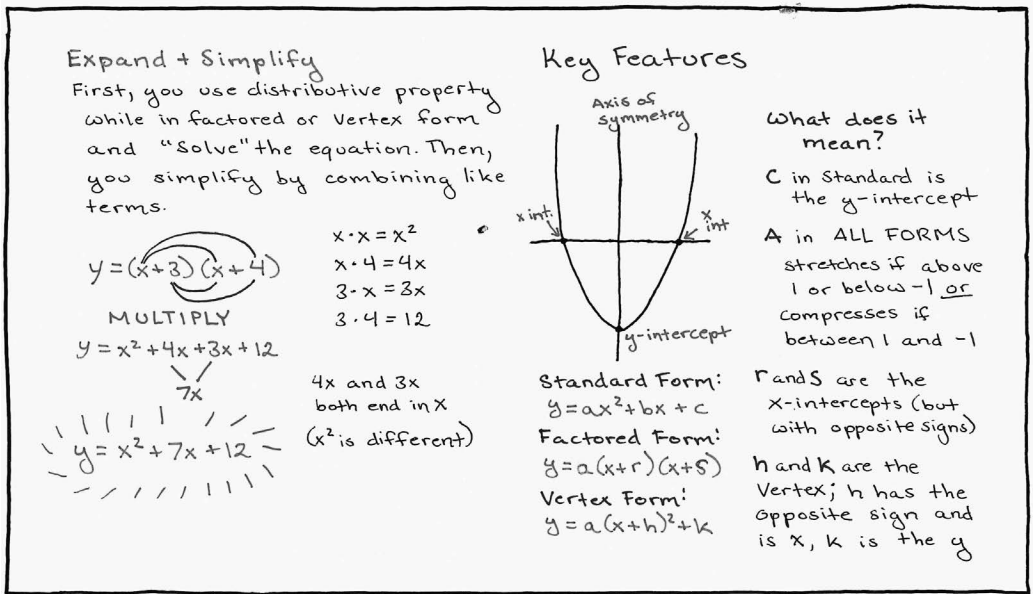 Expand + Simplify
First, you use distributive property
while in factored or vertex form
and "solve" the equation. Then,
you simplify by combining like
terms.
y = (x+3)(x+4)
MULTIPLY
y = x² + 4x + 3x + 12
7x
y = x² + 7x + 12
x · x = x²
x · 4 = 4x
3 · x = 3x
3 · 4 = 12
4x and 3x
both end in x
(x² is different)
Key Features
Axis of
symmetry
x int.
x
int
y-intercept
Standard Form:
y = ax² + bx + c
Factored Form:
y = a(x+r)(x+s)
Vertex Form:
y = a(x+h)² + k
What does it
mean?
C in Standard is
the y-intercept
A in ALL FORMS
stretches if above
1 or below -1 or
compresses if
between 1 and -1
r and s are the
x-intercepts (but
with opposite signs)
h and k are the
Vertex; h has the
opposite sign and
is x, k is the y